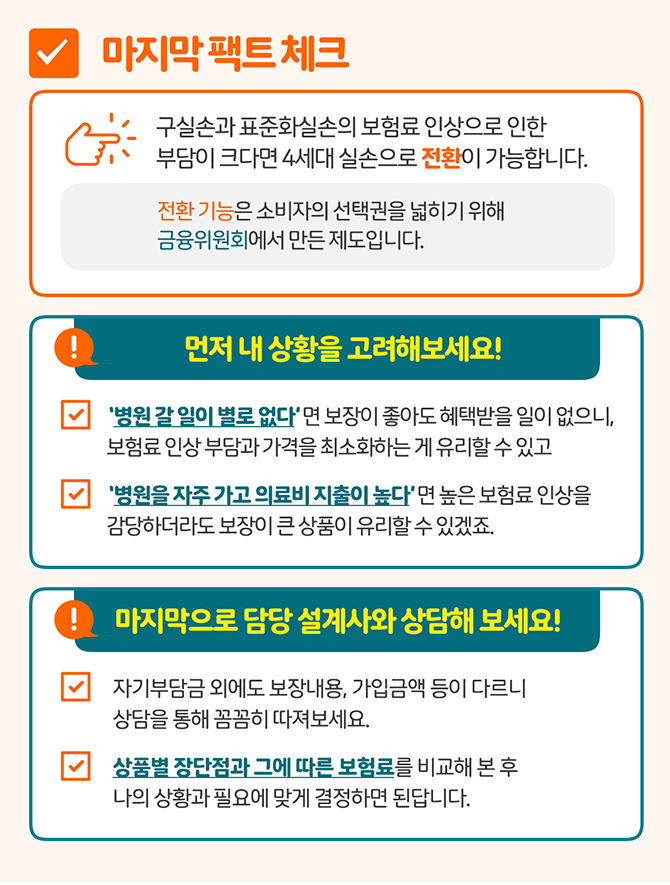 마지막 팩트 체크
구실손과 표준화실손의 보험료 인상으로 인한
부담이 크다면 4세대 실손으로 전환이 가능합니다.
전환 기능은 소비자의 선택권을 넓히기 위해
금융위원회에서 만든 제도입니다.
먼저 내 상황을 고려해보세요!
‘병원 갈 일이 별로 없다’면 보장이 좋아도 혜택받을 일이 없으니,
보험료 인상 부담과 가격을 최소화하는 게 유리할 수 있고
‘병원을 자주 가고 의료비 지출이 높다’면 높은 보험료 인상을
감당하더라도 보장이 큰 상품이 유리할 수 있겠죠.
마지막으로 담당 설계사와 상담해 보세요!
자기부담금 외에도 보장내용, 가입금액 등이 다르니
상담을 통해 꼼꼼히 따져보세요.
상품별 장단점과 그에 따른 보험료를 비교해 본 후
나의 상황과 필요에 맞게 결정하면 된답니다.